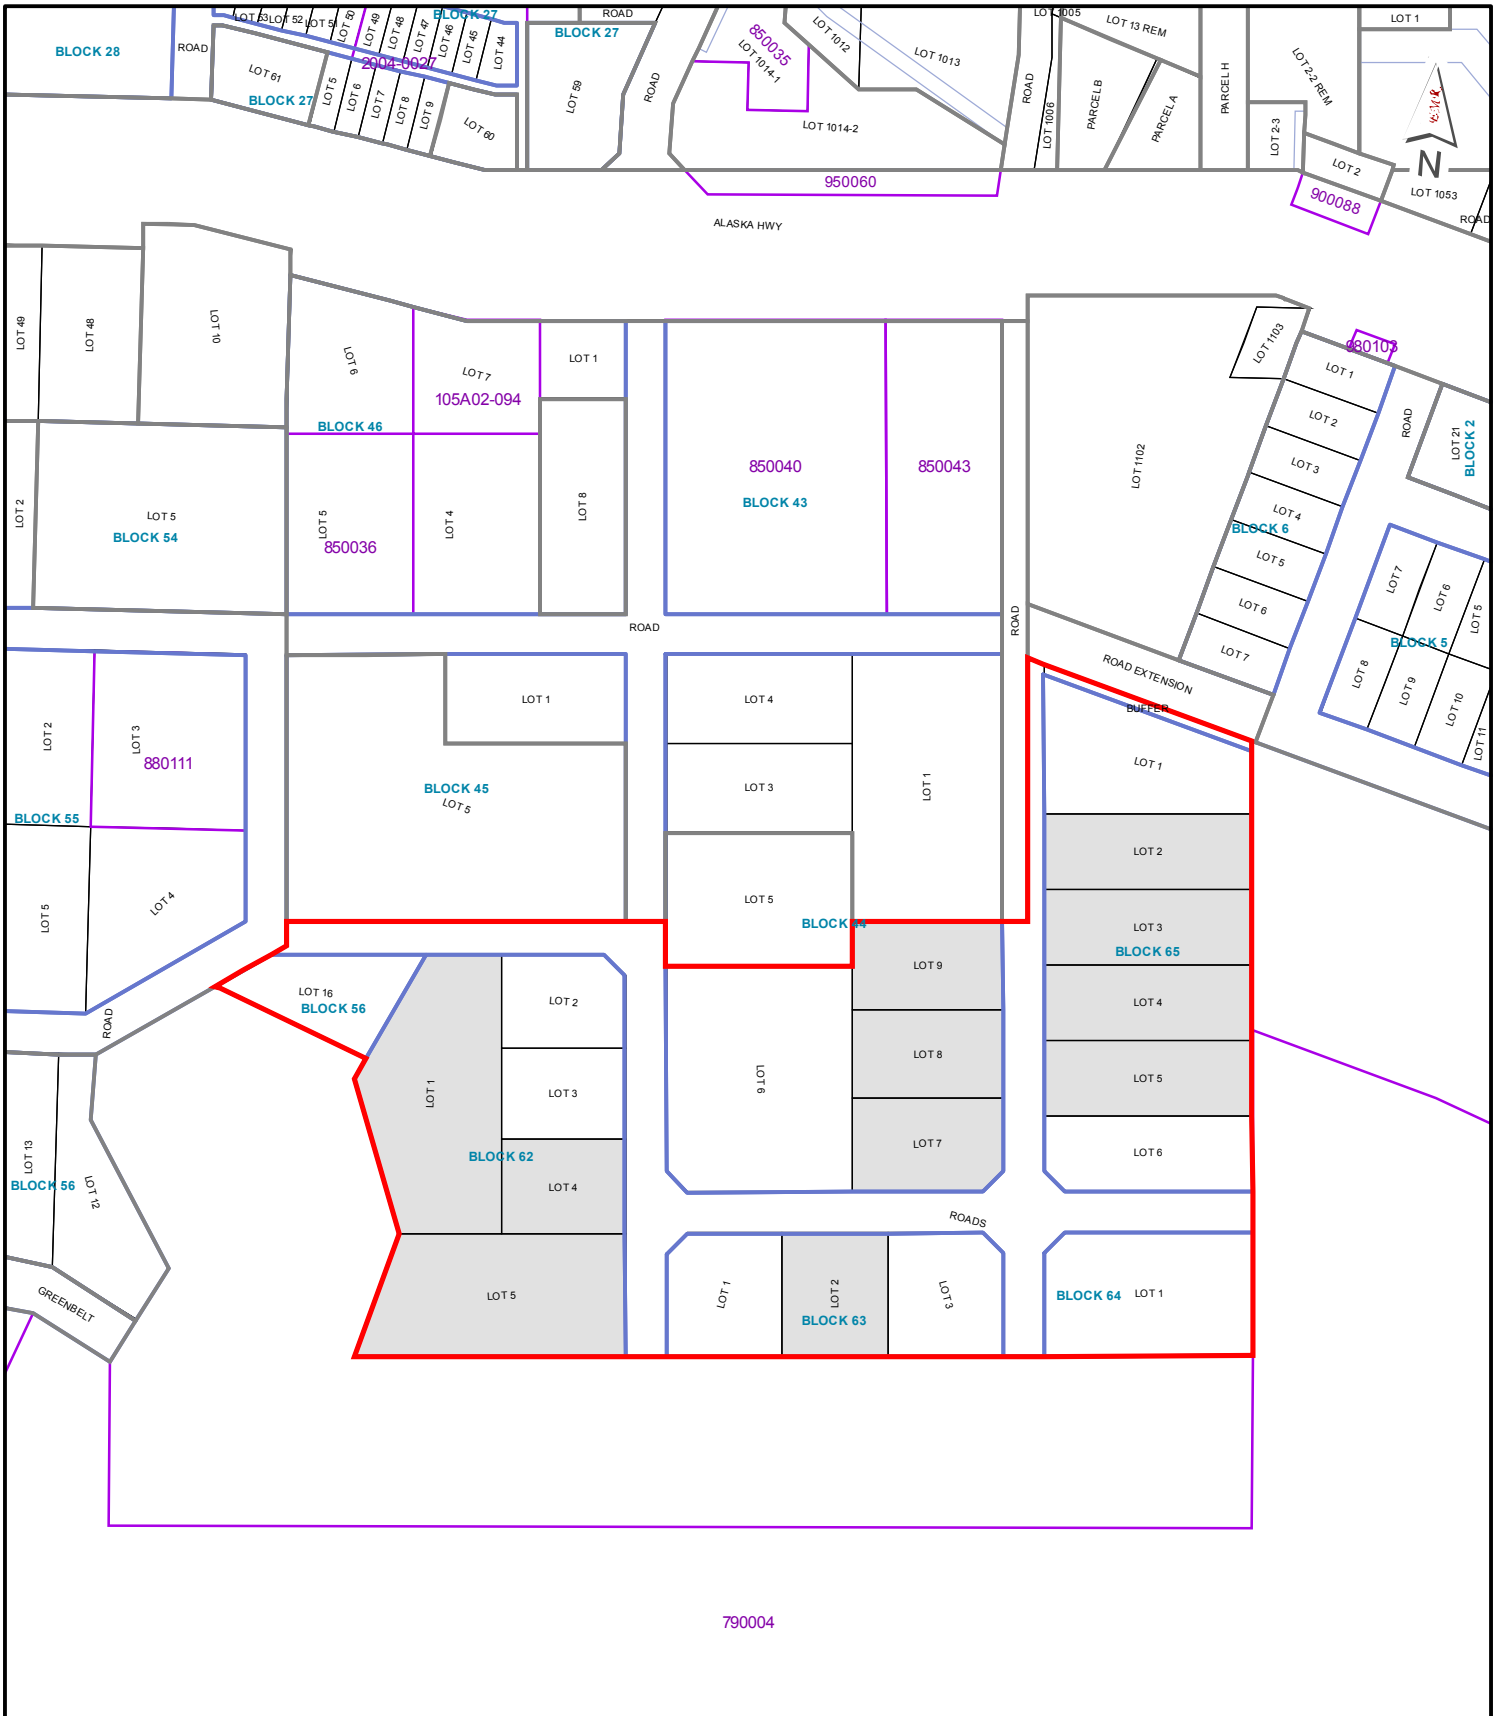 LOT 53
LOT 52
LOT 51
LOT 50
LOT 49
LOT 48
LOT 47
LOT 46
LOT 45
LOT 44
BLOCK 27
ROAD
LOT 1005
LOT 13 REM
LOT 1
BLOCK 28
ROAD
BLOCK 27
850035
LOT 1014-1
LOT 1012
LOT 1013
LOT 2-2 REM
2004-0027
LOT 61
BLOCK 27
LOT 5
LOT 6
LOT 7
LOT 8
LOT 9
LOT 60
LOT 59
ROAD
LOT 1014-2
ROAD
LOT 1006
PARCEL B
PARCEL A
PARCEL H
LOT 2-3
LOT 2
N
950060
900088
LOT 1053
ROAD
ALASKA HWY
LOT 49
LOT 48
LOT 10
LOT 6
LOT 7
105A02-094
LOT 1
BLOCK 46
LOT 1103
980103
LOT 1
LOT 2
LOT 3
LOT 4
BLOCK 6
LOT 5
LOT 6
LOT 7
ROAD
LOT 21
BLOCK 2
LOT 1102
850040
BLOCK 43
850043
LOT 2
LOT 5
BLOCK 54
LOT 5
850036
LOT 4
LOT 8
LOT 7
LOT 6
LOT 5
BLOCK 5
LOT 8
LOT 9
LOT 10
LOT 11
ROAD
ROAD
ROAD EXTENSION
BUFFER
LOT 2
LOT 3
880111
BLOCK 55
LOT 5
LOT 4
LOT 1
BLOCK 45
LOT 5
LOT 4
LOT 3
LOT 1
LOT 5
BLOCK 44
LOT 1
LOT 2
LOT 3
BLOCK 65
LOT 4
LOT 5
LOT 6
LOT 9
LOT 8
LOT 7
LOT 6
ROAD
LOT 16
BLOCK 56
LOT 2
LOT 3
LOT 1
BLOCK 62
LOT 4
LOT 5
LOT 13
BLOCK 56
LOT 12
GREENBELT
ROADS
LOT 1
LOT 2
BLOCK 63
LOT 3
BLOCK 64
LOT 1
790004